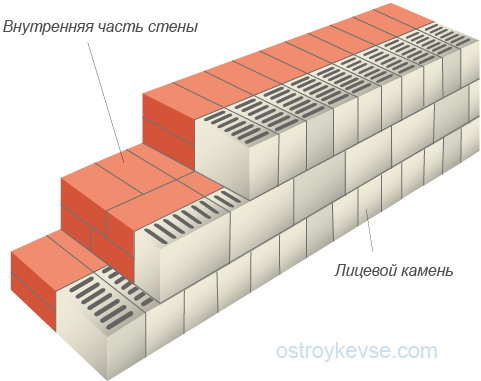 Внутренняя часть стены
Лицевой камень
ostroykevse.com